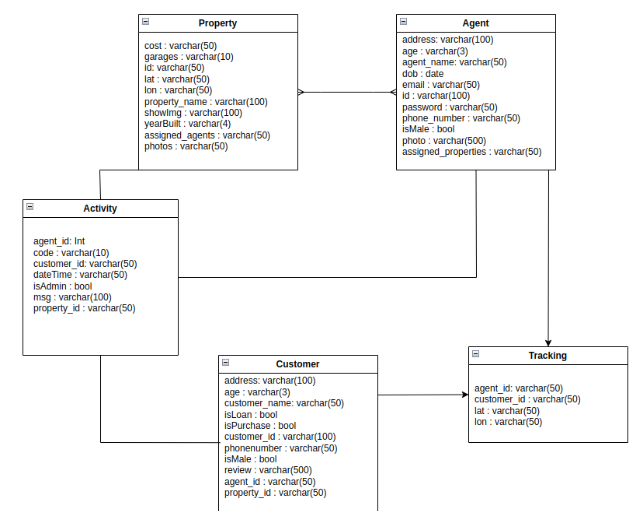 Property
cost : varchar(50)
garages : varchar(10)
id: varchar(50)
lat : varchar(50)
lon : varchar(50)
property_name : varchar(100)
showImg : varchar(100)
yearBuilt : varchar(4)
assigned_agents : varchar(50)
photos : varchar(50)
Agent
address: varchar(100)
age : varchar(3)
agent_name: varchar(50)
dob : date
email : varchar(50)
id : varchar(100)
password : varchar(50)
phone_number : varchar(50)
isMale : bool
photo : varchar(500)
assigned_properties : varchar(50)
Activity
agent_id: Int
code : varchar(10)
customer_id: varchar(50)
dateTime : varchar(50)
isAdmin : bool
msg : varchar(100)
property_id : varchar(50)
Customer
address: varchar(100)
age : varchar(3)
customer_name: varchar(50)
isLoan : bool
isPurchase : bool
customer_id : varchar(100)
phonenumber : varchar(50)
isMale : bool
review : varchar(500)
agent_id : varchar(50)
property_id : varchar(50)
Tracking
agent_id: varchar(50)
customer_id : varchar(50)
lat : varchar(50)
lon : varchar(50)